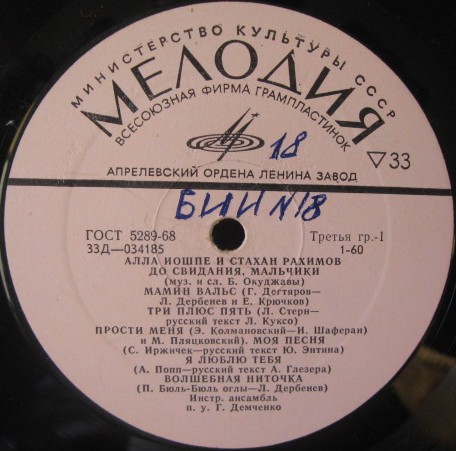 МИНИСТЕРСТВО КУЛЬТУРЫ СССР
МЕЛОДИЯ
ВСЕСОЮЗНАЯ ФИРМА ГРАМПЛАСТИНОК
18
АПРЕЛЕВСКИЙ ОРДЕНА ЛЕНИНА ЗАВОД
▽33
БИИ №18
ГОСТ 5289-68 Третья гр.-I
33Д—034185 1-60
АЛЛА ИОШПЕ И СТАХАН РАХИМОВ
ДО СВИДАНИЯ, МАЛЬЧИКИ
(муз. и сл. Б. Окуджавы)
МАМИН ВАЛЬС (Г. Дегтяров—
Л. Дербенев и Е. Крючков)
ТРИ ПЛЮС ПЯТЬ (Л. Стерн—
русский текст Л. Куксо)
ПРОСТИ МЕНЯ (Э. Колмановский—И. Шаферан
и М. Пляцковский). МОЯ ПЕСНЯ
(С. Иржичек—русский текст Ю. Энтина)
Я ЛЮБЛЮ ТЕБЯ
(А. Попп—русский текст А. Глезера)
ВОЛШЕБНАЯ НИТОЧКА
(П. Бюль-Бюль оглы—Л. Дербенев)
Инстр. ансамбль
п. у. Г. Демченко